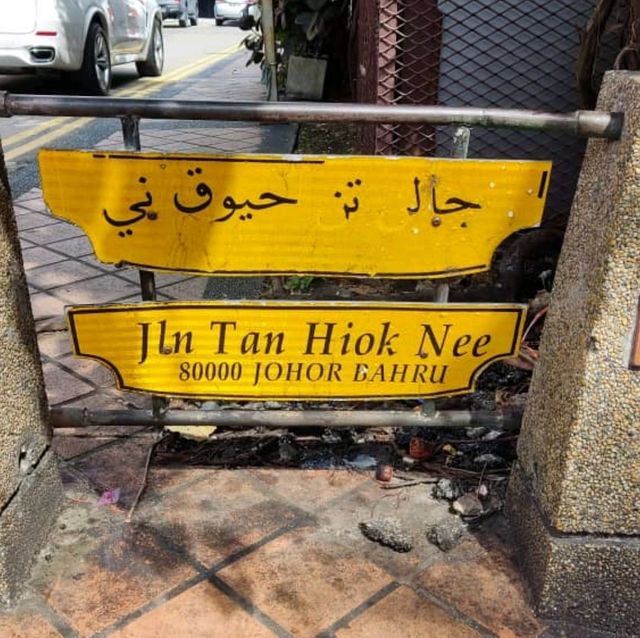 جالن تن حيوق ني
Jln Tan Hiok Nee
80000 JOHOR BAHRU